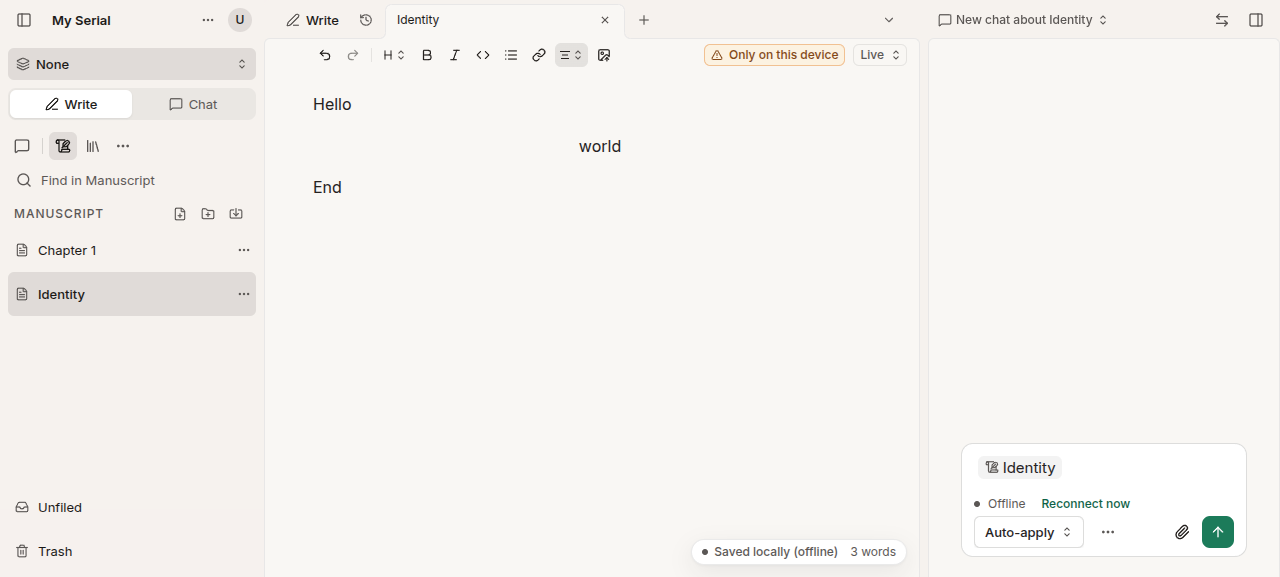 My Serial
U
None
Write
Chat
Find in Manuscript
MANUSCRIPT
Chapter 1
Identity
Unfiled
Trash
Write
Identity
H
B
I
Only on this device
Live
Hello
world
End
Saved locally (offline)
3 words
New chat about Identity
Identity
Offline
Reconnect now
Auto-apply